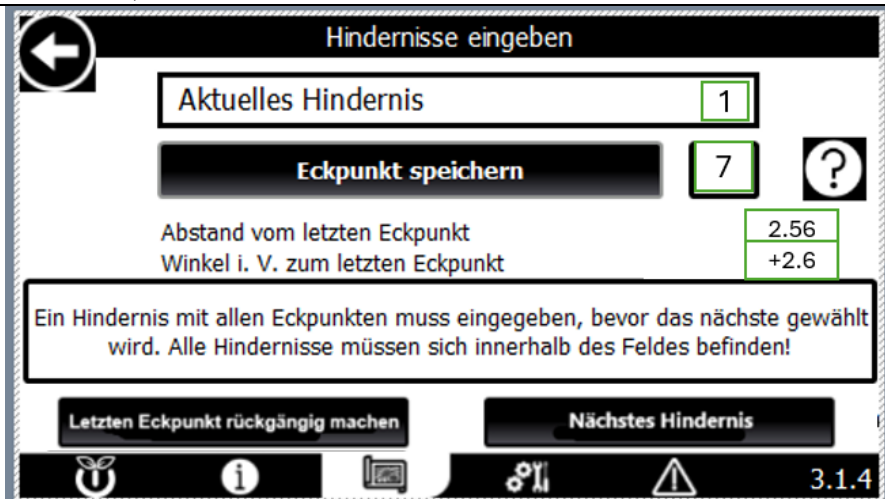 Hindernisse eingeben
Aktuelles Hindernis 1
Eckpunkt speichern 7 ?
Abstand vom letzten Eckpunkt 2.56
Winkel i. V. zum letzten Eckpunkt +2.6
Ein Hindernis mit allen Eckpunkten muss eingegeben, bevor das nächste gewählt
wird. Alle Hindernisse müssen sich innerhalb des Feldes befinden!
Letzten Eckpunkt rückgängig machen Nächstes Hindernis
3.1.4